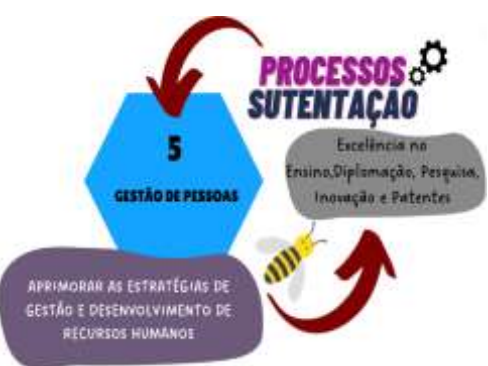 PROCESSOS
SUTENTAÇÃO
5
GESTÃO DE PESSOAS
Excelência no
Ensino,Diplomação, Pesquisa,
Inovação e Patentes
APRIMORAR AS ESTRATÉGIAS DE
GESTÃO E DESENVOLVIMENTO DE
RECURSOS HUMANOS